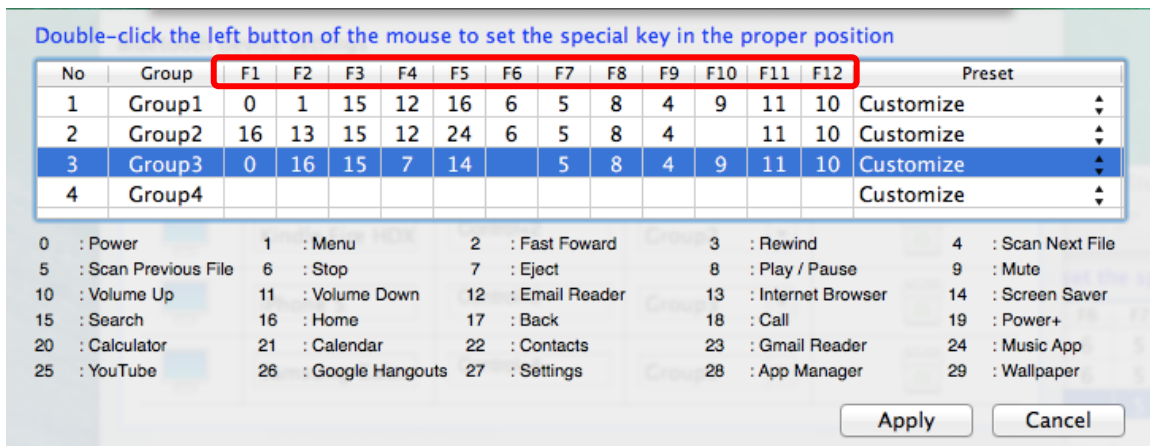 Double-click the left button of the mouse to set the special key in the proper position
No Group F1 F2 F3 F4 F5 F6 F7 F8 F9 F10 F11 F12 Preset
1 Group1 0 1 15 12 16 6 5 8 4 9 11 10 Customize
2 Group2 16 13 15 12 24 6 5 8 4 11 10 Customize
3 Group3 0 16 15 7 14 5 8 4 9 11 10 Customize
4 Group4 Customize
0 : Power 1 : Menu 2 : Fast Foward 3 : Rewind 4 : Scan Next File
5 : Scan Previous File 6 : Stop 7 : Eject 8 : Play / Pause 9 : Mute
10 : Volume Up 11 : Volume Down 12 : Email Reader 13 : Internet Browser 14 : Screen Saver
15 : Search 16 : Home 17 : Back 18 : Call 19 : Power+
20 : Calculator 21 : Calendar 22 : Contacts 23 : Gmail Reader 24 : Music App
25 : YouTube 26 : Google Hangouts 27 : Settings 28 : App Manager 29 : Wallpaper
Apply Cancel